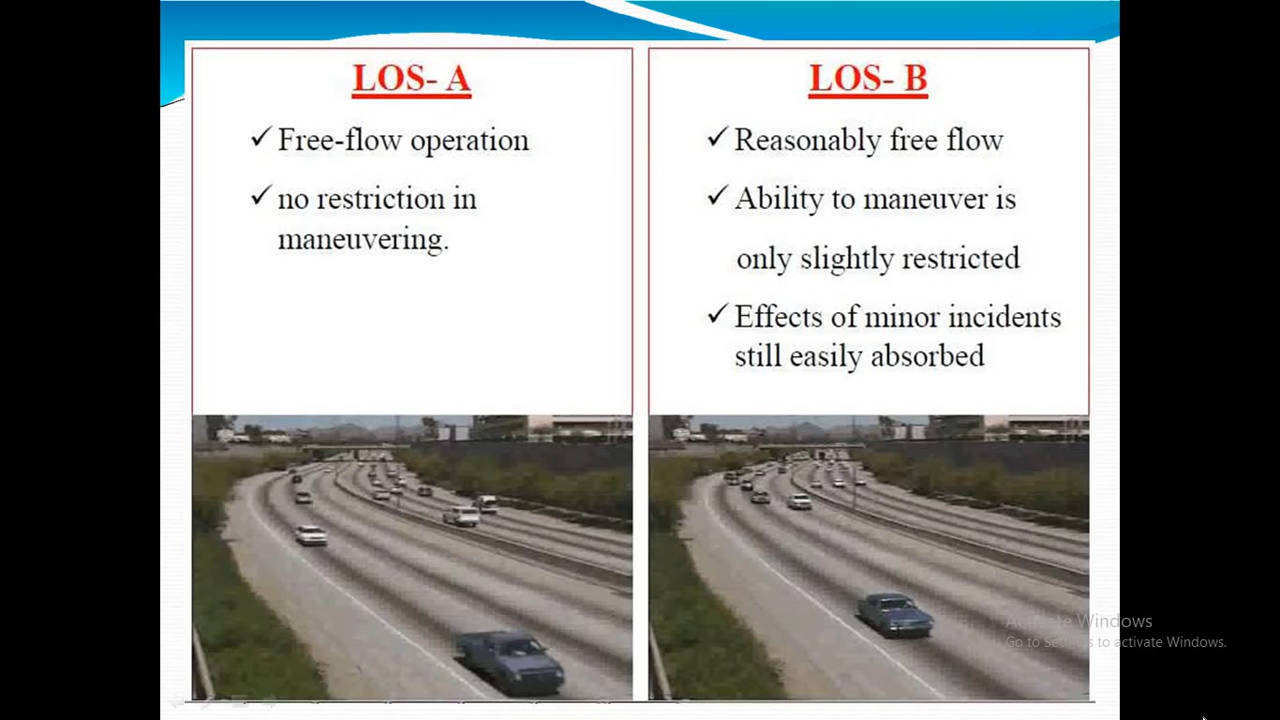 LOS- A
✓ Free-flow operation
✓ no restriction in
maneuvering.
LOS- B
✓ Reasonably free flow
✓ Ability to maneuver is
only slightly restricted
✓ Effects of minor incidents
still easily absorbed
Activate Windows
Go to Settings to activate Windows.